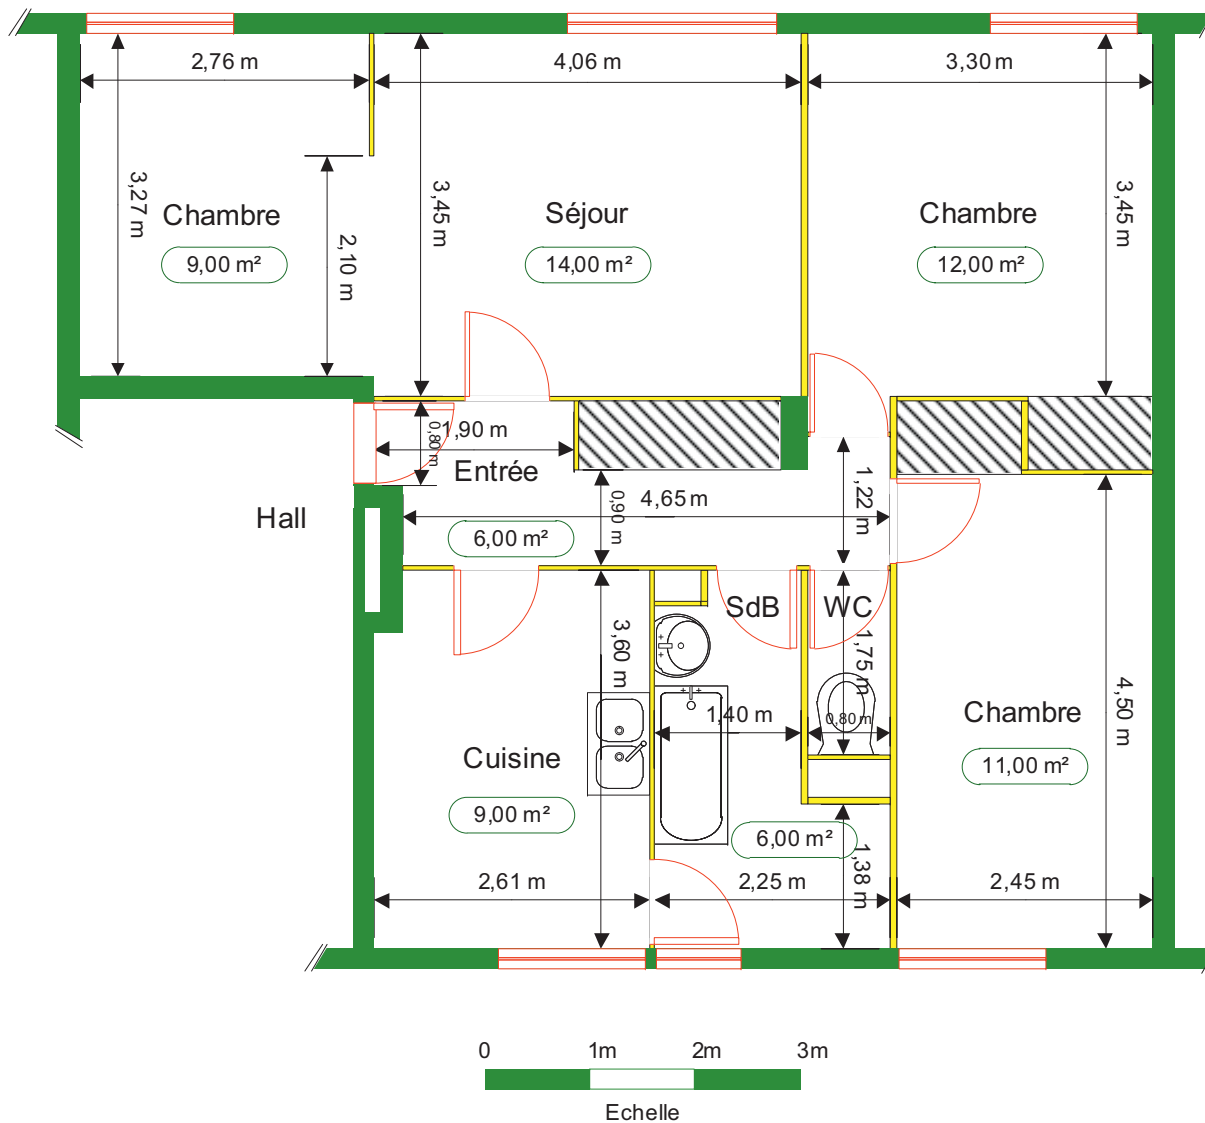 2,76 m
4,06 m
3,30 m
3,27 m
Chambre
9,00 m²
2,10 m
3,45 m
Séjour
14,00 m²
Chambre
12,00 m²
3,45 m
0,80 m
1,90 m
Entrée
Hall
6,00 m²
0,90 m
4,65 m
1,22 m
SdB
WC
3,60 m
1,75 m
1,40 m
0,80 m
Chambre
11,00 m²
4,50 m
Cuisine
9,00 m²
6,00 m²
1,38 m
2,61 m
2,25 m
2,45 m
0
1m
2m
3m
Echelle